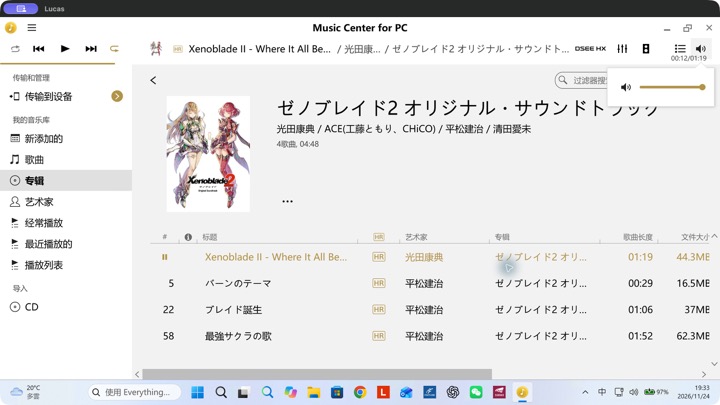 Lucas
Music Center for PC
HR Xenoblade II - Where It All Be... / 光田康... / ゼノブレイド2 オリジナル・サウンドト...
DSEE HX
00:12/01:19
传输和管理
传输到设备
我的音乐库
新添加的
歌曲
专辑
艺术家
经常播放
最近播放的
播放列表
导入
CD
过滤器搜
ゼノブレイド2 オリジナル・サウンドトラック
光田康典 / ACE(工藤ともり、CHiCO) / 平松建治 / 清田愛未
4歌曲, 04:48
Xenoblade 2
Original Soundtrack
...
# 标题 HR 艺术家 专辑 歌曲长度 文件大小
Xenoblade II - Where It All Be... HR 光田康典 ゼノブレイド2 オリ... 01:19 44.3MB
5 バーンのテーマ HR 平松建治 ゼノブレイド2 オリ... 00:29 16.5MB
22 ブレイド誕生 HR 平松建治 ゼノブレイド2 オリ... 01:06 37MB
58 最強サクラの歌 HR 平松建治 ゼノブレイド2 オリ... 01:52 62.3MB
20°C
多云
使用 Everything...
中
97%
19:33
2026/11/24